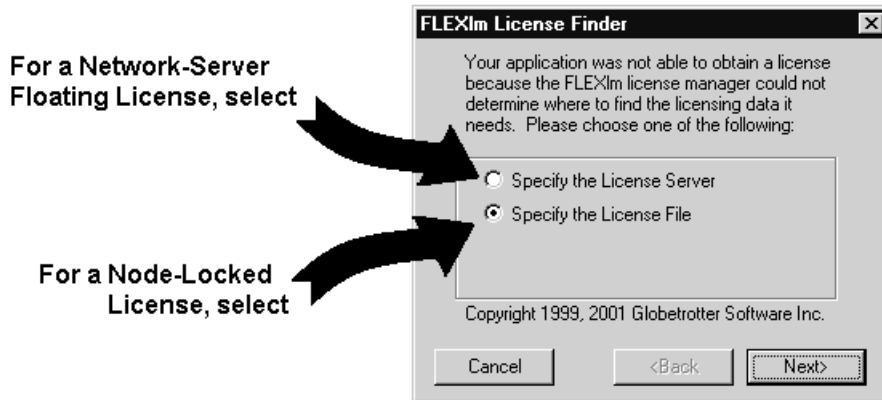 For a Network-Server
Floating License, select
For a Node-Locked
License, select
FLEXlm License Finder
Your application was not able to obtain a license
because the FLEXlm license manager could not
determine where to find the licensing data it
needs.  Please choose one of the following:
Specify the License Server
Specify the License File
Copyright 1999, 2001 Globetrotter Software Inc.
Cancel
<Back
Next>